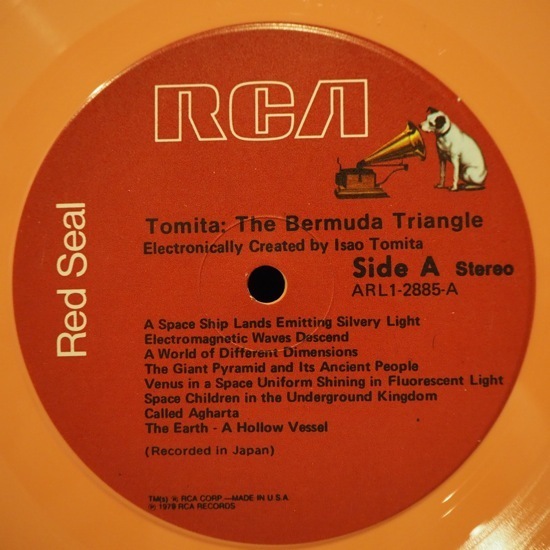 RCA
Red Seal
Tomita: The Bermuda Triangle
Electronically Created by Isao Tomita
Side A Stereo
ARL1-2885-A
A Space Ship Lands Emitting Silvery Light
Electromagnetic Waves Descend
A World of Different Dimensions
The Giant Pyramid and Its Ancient People
Venus in a Space Uniform Shining in Fluorescent Light
Space Children in the Underground Kingdom
Called Agharta
The Earth - A Hollow Vessel
(Recorded in Japan)
TM(s) ® RCA CORP.—MADE IN U.S.A.
℗ 1979 RCA RECORDS